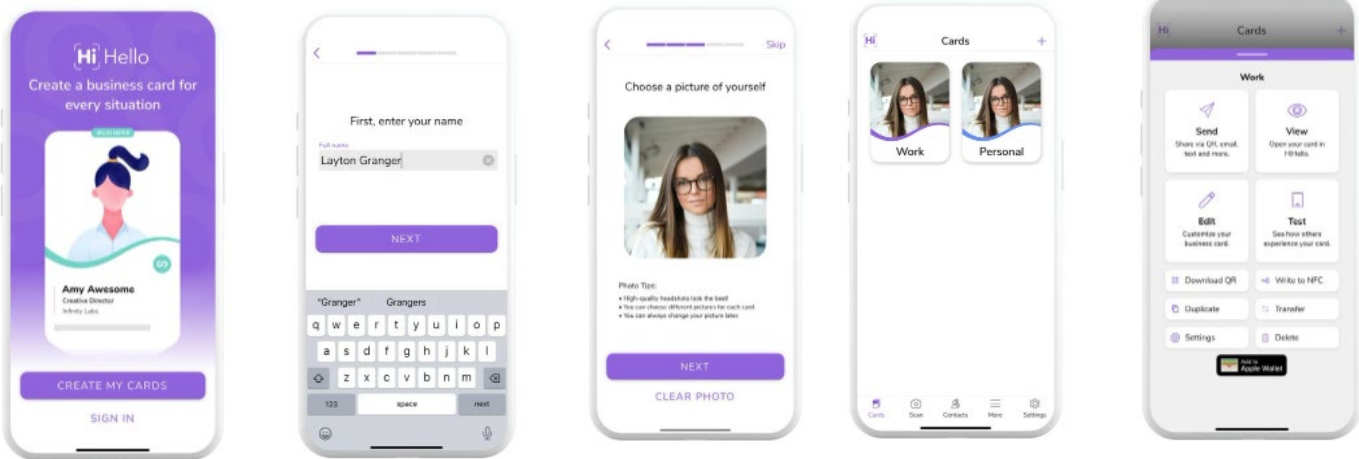 Hi Hello
Create a business card for
every situation
BUSINESS
Amy Awesome
Creative Director
Infinity Labs
CREATE MY CARDS
SIGN IN
First, enter your name
Full name
Layton Granger
NEXT
"Granger" Grangers
q w e r t y u i o p
a s d f g h j k l
z x c v b n m
123 space next
Skip
Choose a picture of yourself
Photo Tips:
• High-quality headshots look the best!
• You can choose different pictures for each card
• You can always change your picture later.
NEXT
CLEAR PHOTO
Hi Cards +
Work Personal
Cards Scan Contacts More Settings
Hi Cards +
Work
Send View
Share via QR, email, Open your card in
text and more. HiHello.
Edit Test
Customize your See how others
business card. experience your card.
Download QR Write to NFC
Duplicate Transfer
Settings Delete
Add to
Apple Wallet